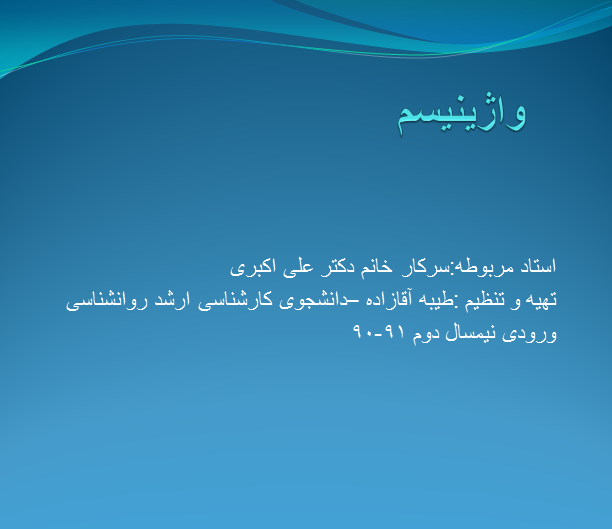 واژینیسم
استاد مربوطه:سرکار خانم دکتر علی اکبری
تهیه و تنظیم :طیبه آقازاده –دانشجوی کارشناسی ارشد روانشناسی
ورودی نیمسال دوم ۹۱-۹۰